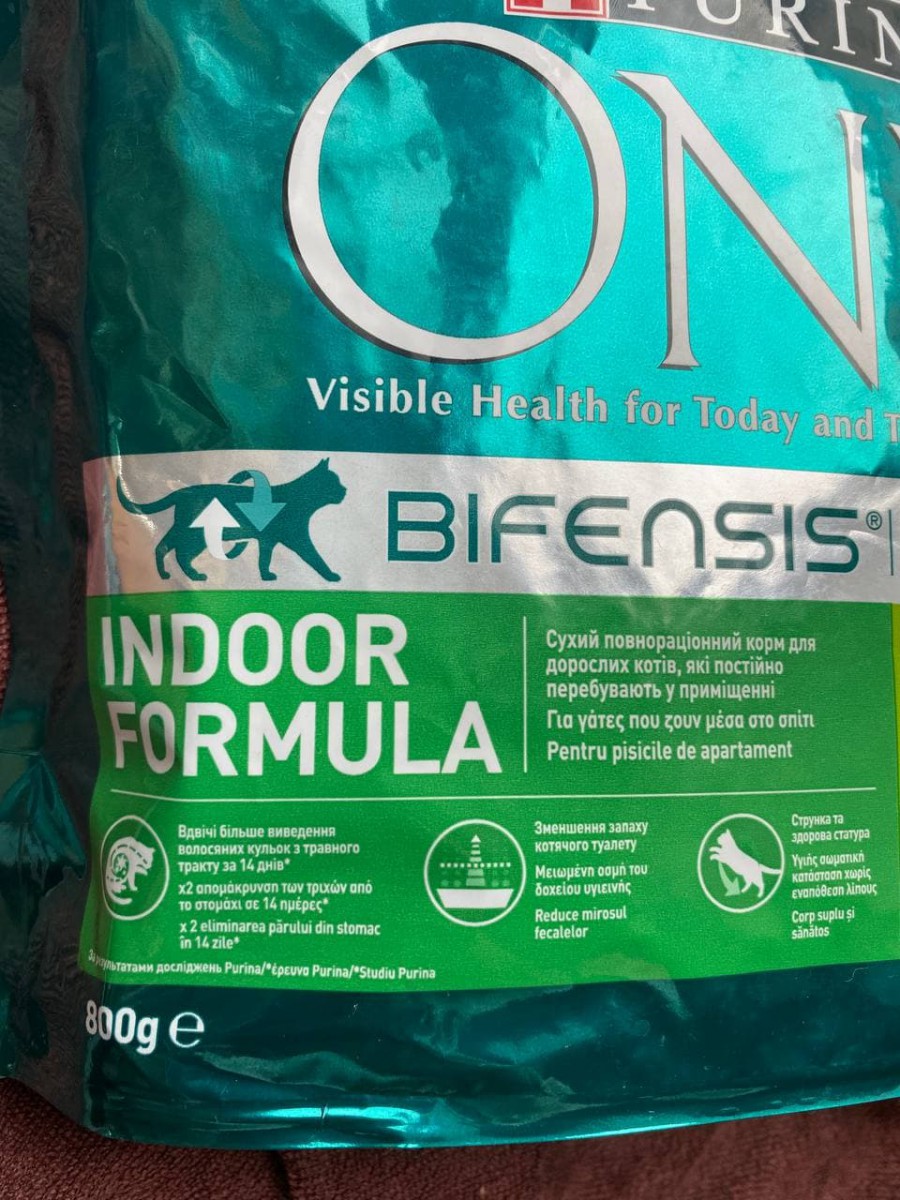 PURIN
ON
Visible Health for Today and T
BIFENSIS®
INDOOR
FORMULA
Сухий повнораціонний корм для
дорослих котів, які постійно
перебувають у приміщенні
Για γάτες που ζουν μέσα στο σπίτι
Pentru pisicile de apartament
Вдвічі більше виведення
волосяних кульок з травного
тракту за 14 днів*
x2 απομάκρυνση των τριχών από
το στομάχι σε 14 ημέρες*
x 2 eliminarea părului din stomac
în 14 zile*
Зменшення запаху
котячого туалету
Μειωμένη οσμή του
δοχείου υγιεινής
Reduce mirosul
fecalelor
Струнка та
здорова статура
Υγιής σωματική
κατάσταση χωρίς
εναπόθεση λίπους
Corp suplu și
sănătos
За результатами досліджень Purina/*έρευνα Purina/*Studiu Purina
800g ℮